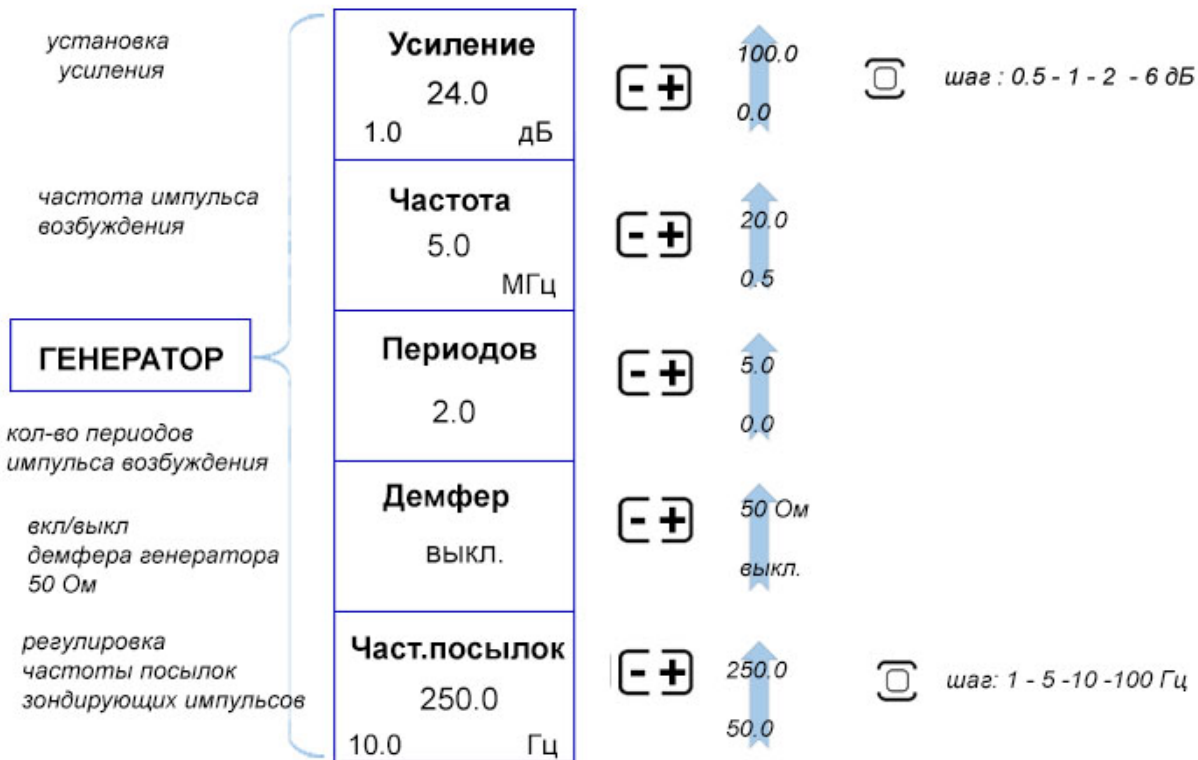 установка
усиления
Усиление
24.0
1.0 дБ
- +
100.0
0.0
шаг : 0.5 - 1 - 2 - 6 дБ
частота импульса
возбуждения
Частота
5.0
МГц
- +
20.0
0.5
ГЕНЕРАТОР
Периодов
2.0
- +
5.0
0.0
кол-во периодов
импульса возбуждения
вкл/выкл
демфера генератора
50 Ом
Демфер
выкл.
- +
50 Ом
выкл.
регулировка
частоты посылок
зондирующих импульсов
Част.посылок
250.0
10.0 Гц
- +
250.0
50.0
шаг: 1 - 5 -10 -100 Гц